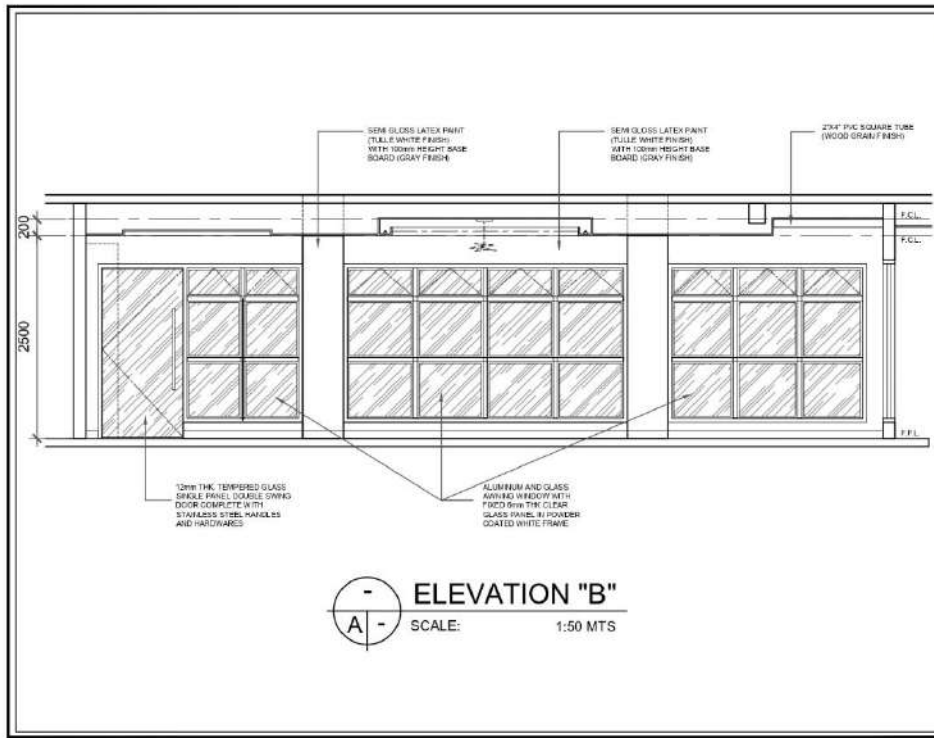 SEMI GLOSS LATEX PAINT
(TULLE WHITE FINISH)
WITH 100mm HEIGHT BASE
BOARD (GRAY FINISH)
SEMI GLOSS LATEX PAINT
(TULLE WHITE FINISH)
WITH 100mm HEIGHT BASE
BOARD (GRAY FINISH)
2"X4" PVC SQUARE TUBE
(WOOD GRAIN FINISH)
200
F.C.L.
F.C.L.
2500
F.F.L.
12mm THK. TEMPERED GLASS
SINGLE PANEL DOUBLE SWING
DOOR COMPLETE WITH
STAINLESS STEEL HANDLES
AND HARDWARES
ALUMINUM AND GLASS
AWNING WINDOW WITH
FIXED 6mm THK CLEAR
GLASS PANEL IN POWDER
COATED WHITE FRAME
-
A -
ELEVATION "B"
SCALE: 1:50 MTS